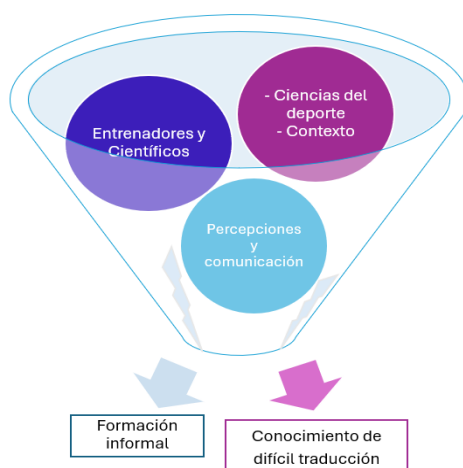 - Ciencias del
deporte
- Contexto
Entrenadores y
Científicos
Percepciones
y
comunicación
Formación
informal
Conocimiento de
difícil traducción